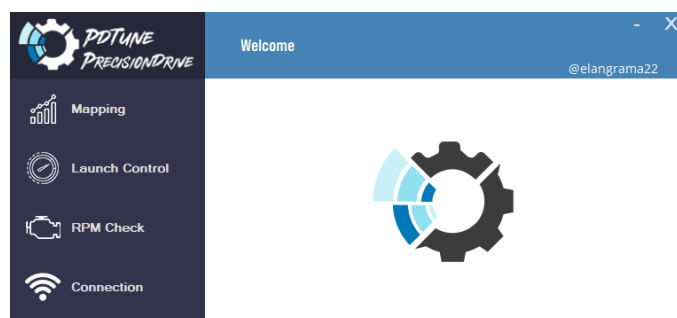 PDTUNE
PRECISIONDRIVE
Welcome
- X
@elangrama22
Mapping
Launch Control
RPM Check
Connection